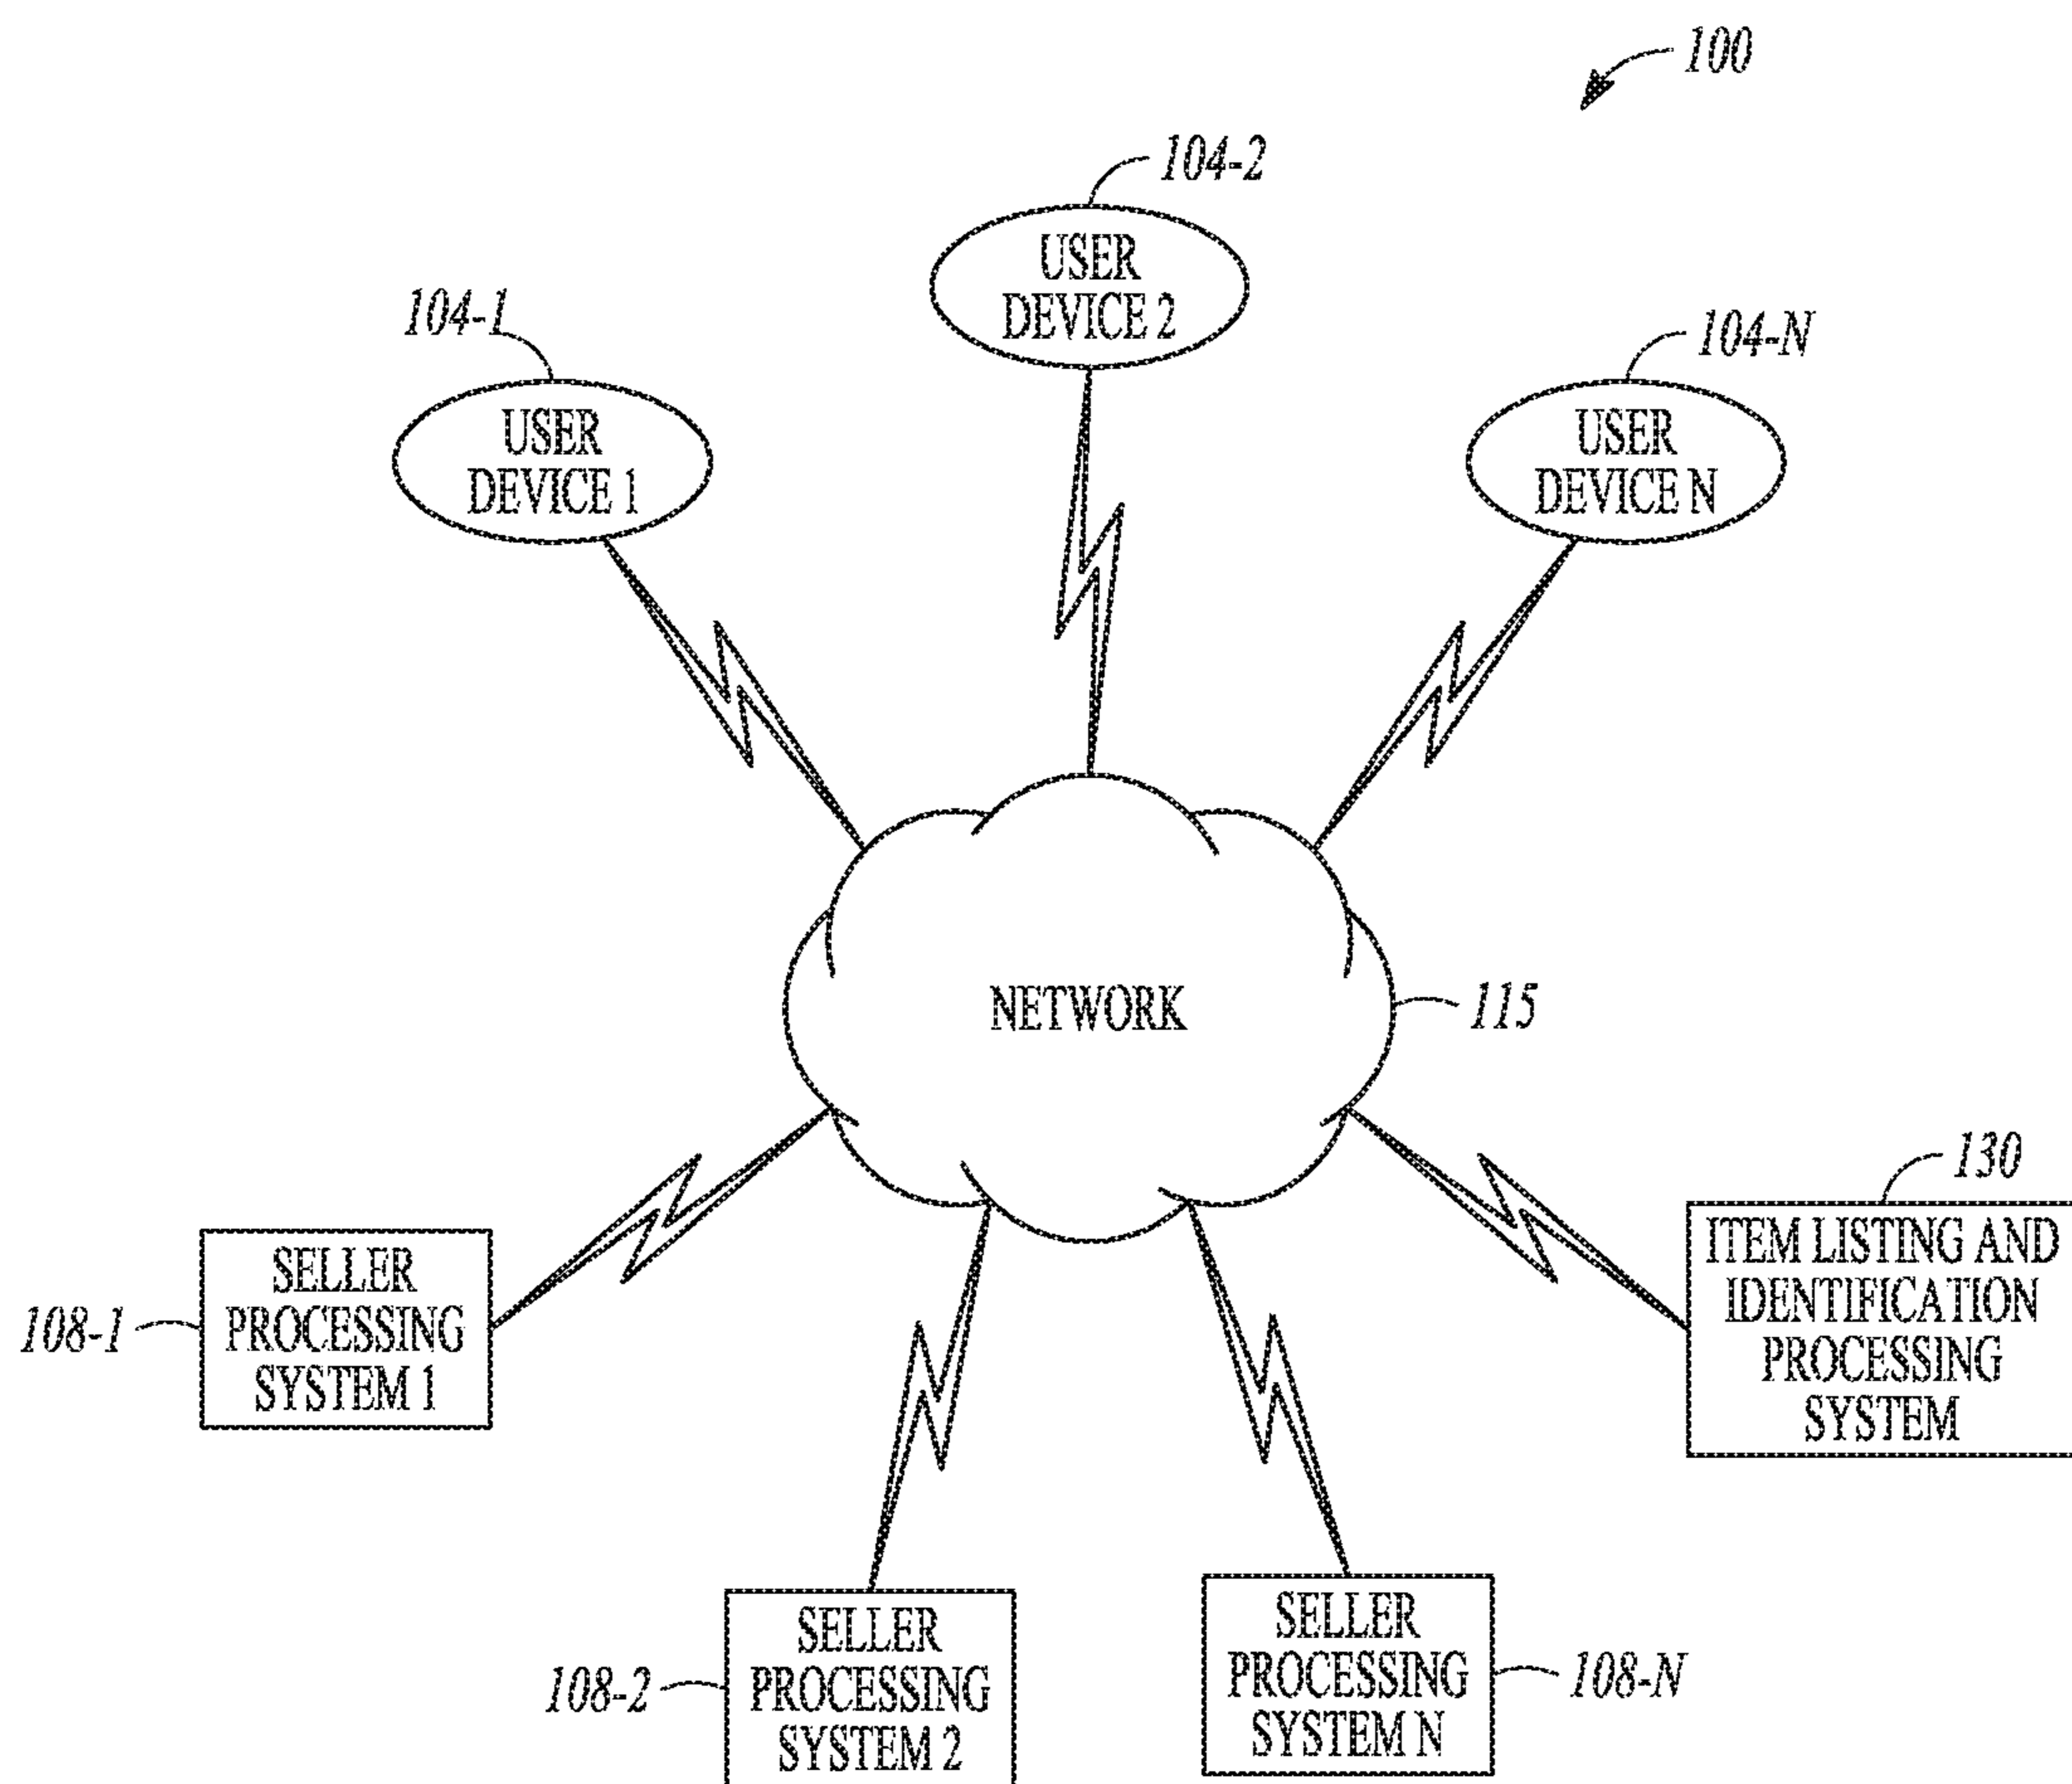 100
104-2
USER
DEVICE 2
104-1
USER
DEVICE 1
104-N
USER
DEVICE N
NETWORK
115
130
ITEM LISTING AND
IDENTIFICATION
PROCESSING
SYSTEM
108-1
SELLER
PROCESSING
SYSTEM 1
108-2
SELLER
PROCESSING
SYSTEM 2
SELLER
PROCESSING
SYSTEM N
108-N